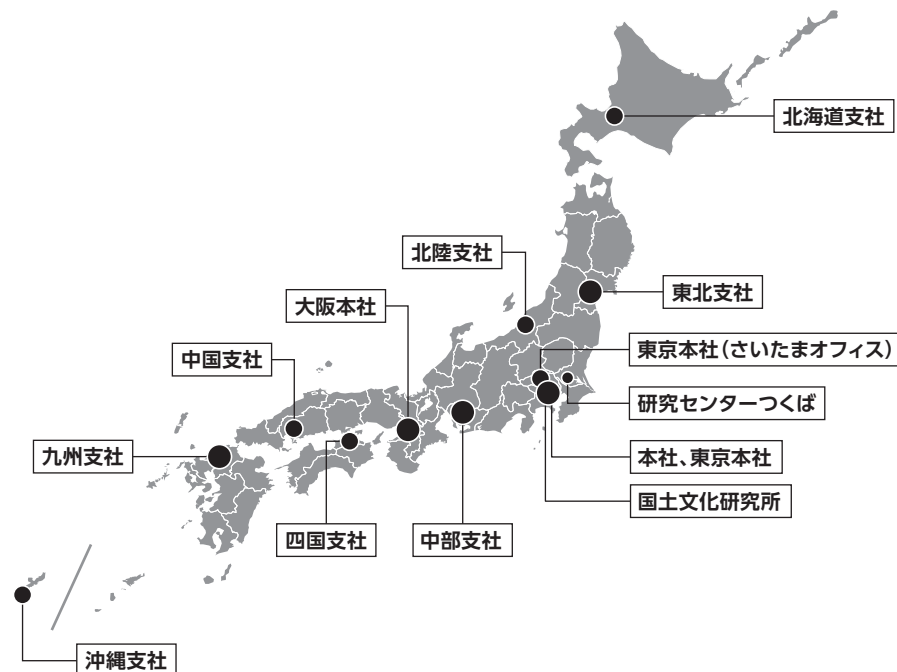 北海道支社
北陸支社
東北支社
大阪本社
東京本社(さいたまオフィス)
中国支社
研究センターつくば
九州支社
本社、東京本社
国土文化研究所
四国支社
中部支社
沖縄支社